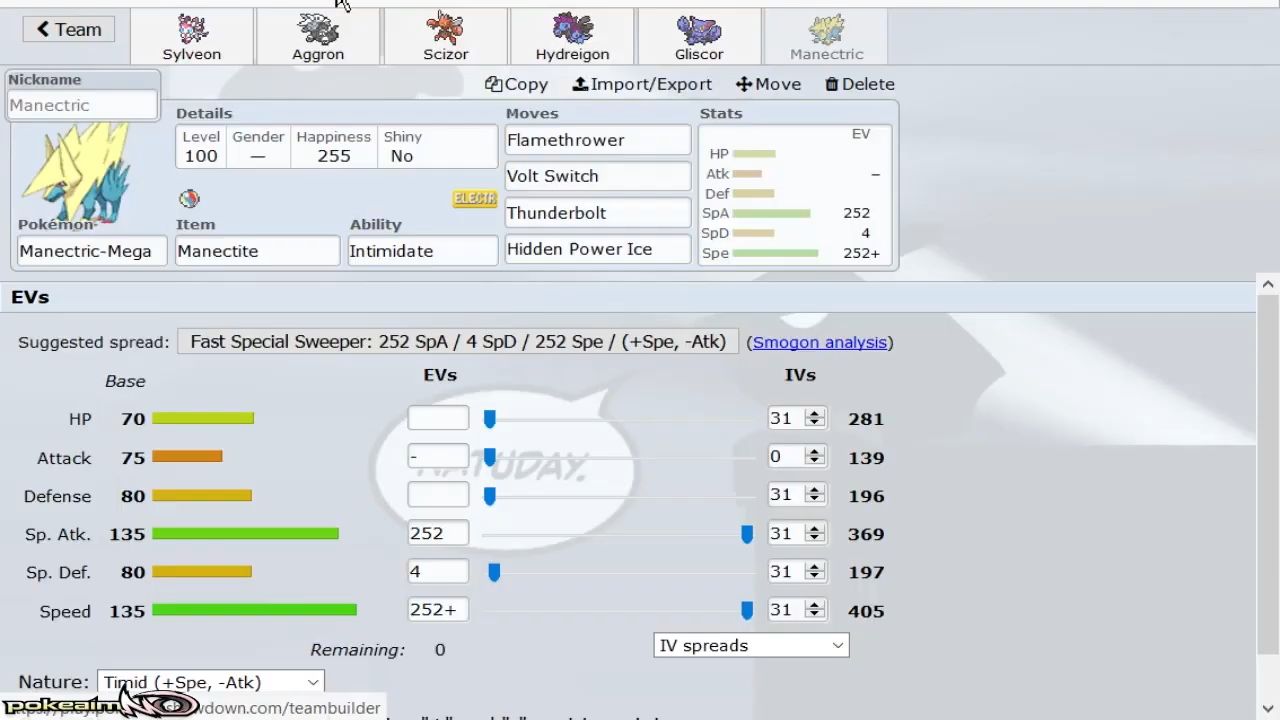 Team
Sylveon
Aggron
Scizor
Hydreigon
Gliscor
Manectric
Nickname
Manectric
Copy
Import/Export
Move
Delete
Details
Level
100
Gender
—
Happiness
255
Shiny
No
ELECTR
Pokémon
Manectric-Mega
Item
Manectite
Ability
Intimidate
Moves
Flamethrower
Volt Switch
Thunderbolt
Hidden Power Ice
Stats
EV
HP
Atk –
Def
SpA 252
SpD 4
Spe 252+
EVs
Suggested spread: Fast Special Sweeper: 252 SpA / 4 SpD / 252 Spe / (+Spe, -Atk) (Smogon analysis)
Base EVs IVs
HP 70 31 281
Attack 75 - 0 139
Defense 80 31 196
Sp. Atk. 135 252 31 369
Sp. Def. 80 4 31 197
Speed 135 252+ 31 405
Remaining: 0
IV spreads
Nature: Timid (+Spe, -Atk)
pokeaim
wdown.com/teambuilder
NATUDAY.